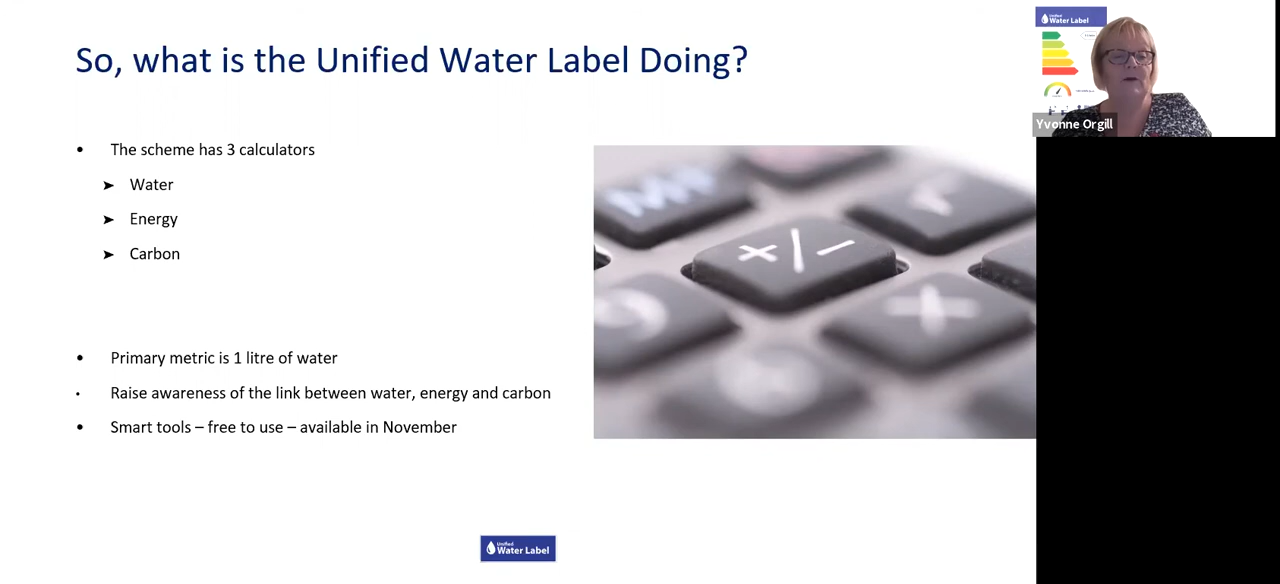 So, what is the Unified Water Label Doing?
• The scheme has 3 calculators
➤ Water
➤ Energy
➤ Carbon
• Primary metric is 1 litre of water
• Raise awareness of the link between water, energy and carbon
• Smart tools – free to use – available in November
+/−
Unified
Water Label
Unified
Water Label
Yvonne Orgill